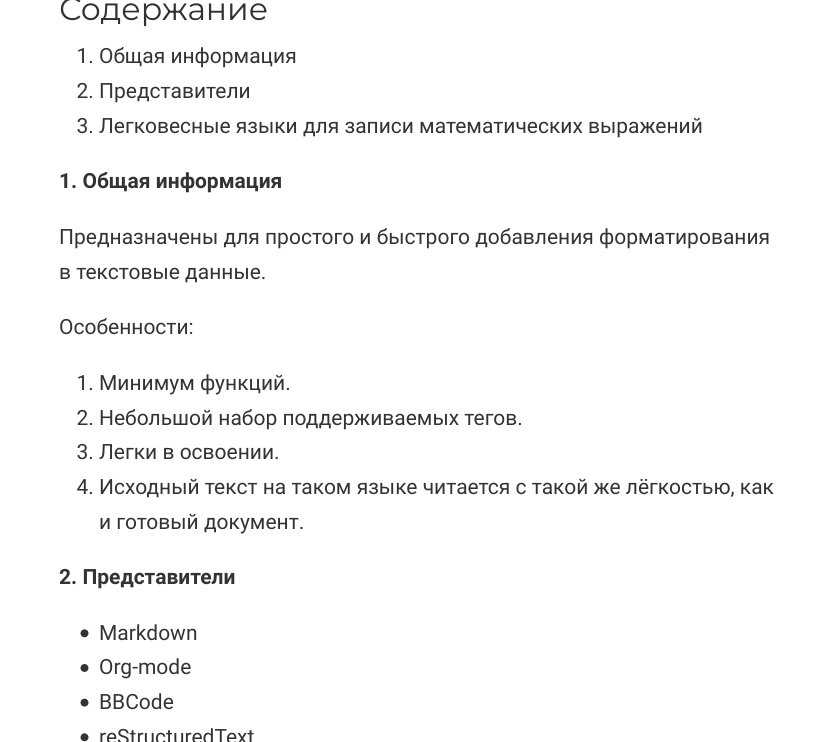 Содержание
1. Общая информация
2. Представители
3. Легковесные языки для записи математических выражений
1. Общая информация
Предназначены для простого и быстрого добавления форматирования
в текстовые данные.
Особенности:
1. Минимум функций.
2. Небольшой набор поддерживаемых тегов.
3. Легки в освоении.
4. Исходный текст на таком языке читается с такой же лёгкостью, как
и готовый документ.
2. Представители
• Markdown
• Org-mode
• BBCode
• reStructuredText